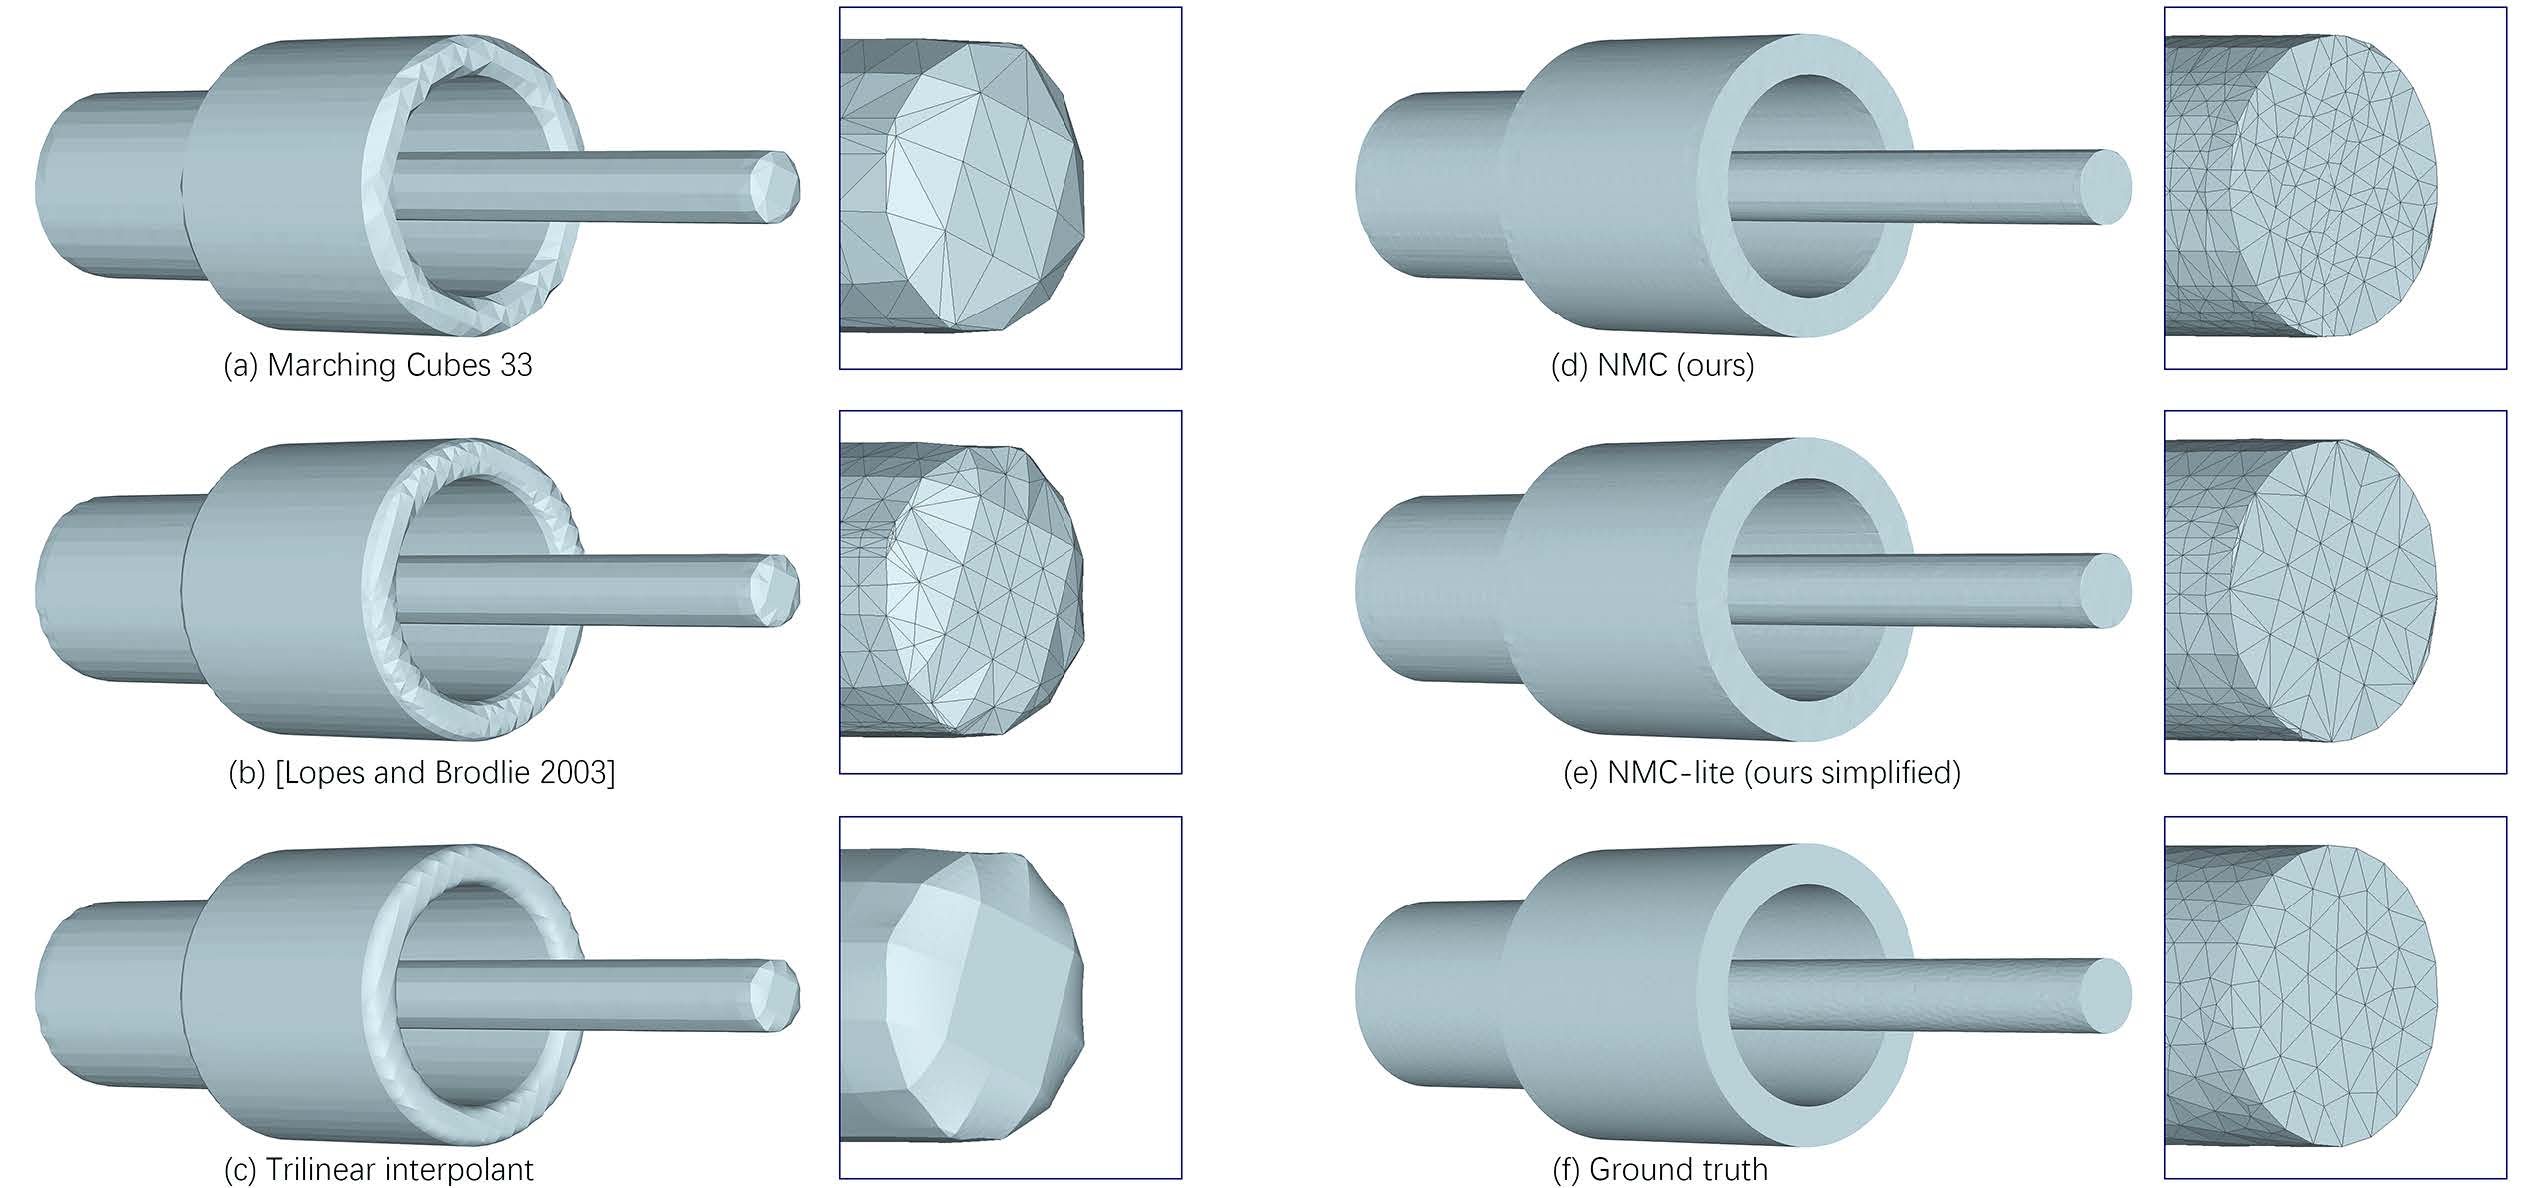 (a) Marching Cubes 33
(d) NMC (ours)
(b) [Lopes and Brodlie 2003]
(e) NMC-lite (ours simplified)
(c) Trilinear interpolant
(f) Ground truth